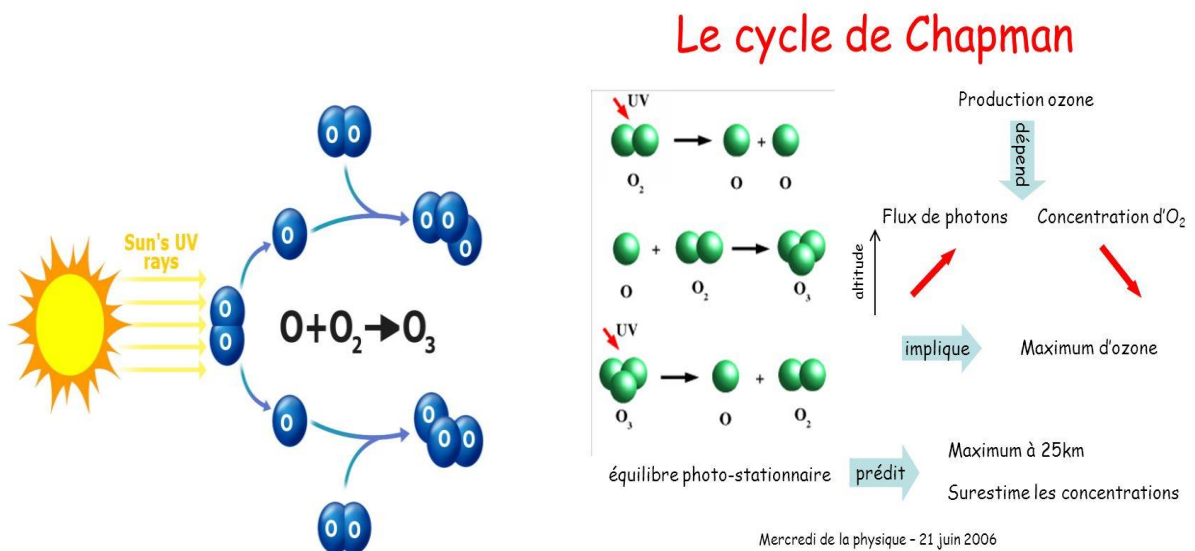 Le cycle de Chapman
Sun's UV
rays
O O
O
O O O
O
O
O+O₂→O₃
O
O O O
O O
UV
O₂ → O + O
O + O₂ → O₃
UV
O₃ → O + O₂
Production ozone
dépend
Flux de photons Concentration d'O₂
altitude
implique Maximum d'ozone
équilibre photo-stationnaire prédit
Maximum à 25km
Surestime les concentrations
Mercredi de la physique - 21 juin 2006